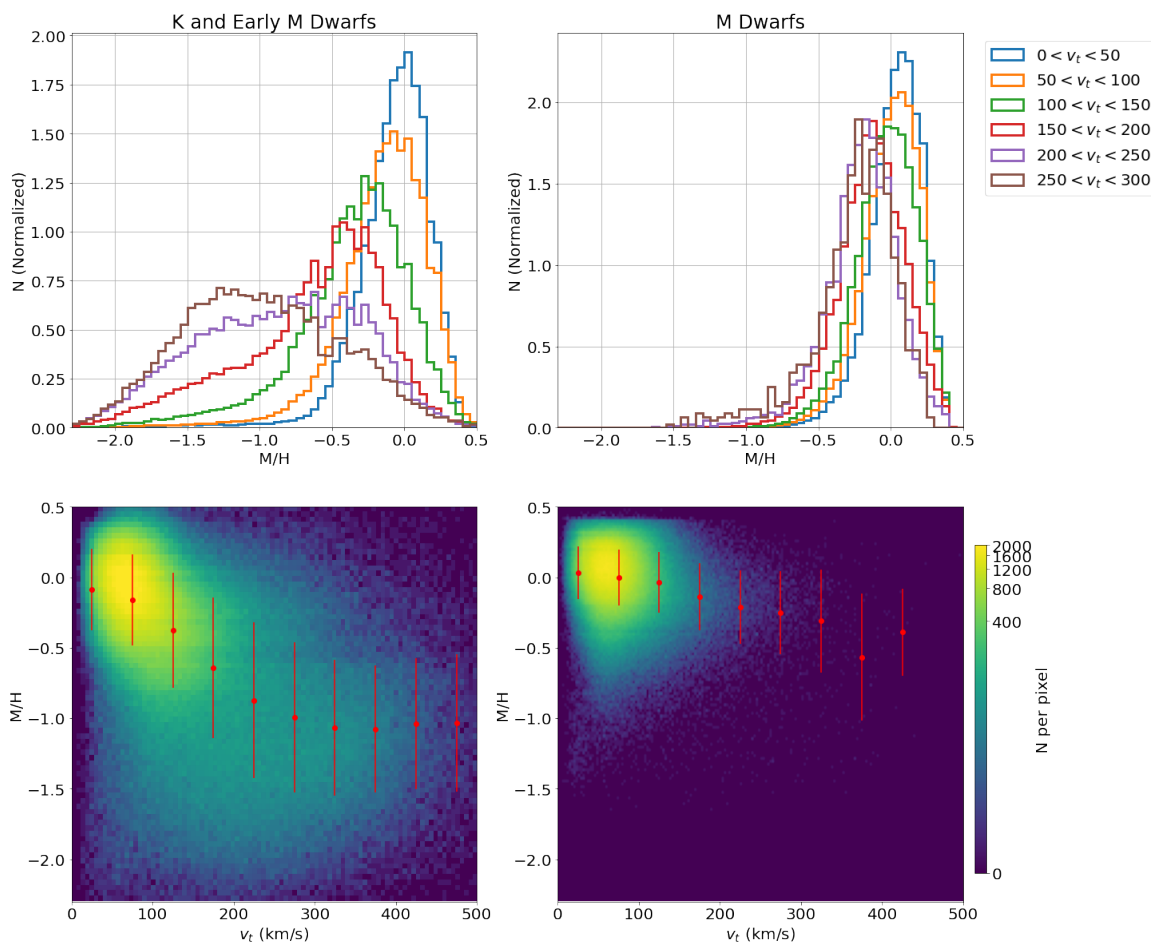 K and Early M Dwarfs
M Dwarfs
N (Normalized)
2.00
1.75
1.50
1.25
1.00
0.75
0.50
0.25
0.00
−2.0 −1.5 −1.0 −0.5 0.0 0.5
M/H
N (Normalized)
2.0
1.5
1.0
0.5
0.0
−2.0 −1.5 −1.0 −0.5 0.0 0.5
M/H
0 < v_t < 50
50 < v_t < 100
100 < v_t < 150
150 < v_t < 200
200 < v_t < 250
250 < v_t < 300
M/H
0.5
0.0
−0.5
−1.0
−1.5
−2.0
0 100 200 300 400 500
v_t (km/s)
M/H
0.5
0.0
−0.5
−1.0
−1.5
−2.0
0 100 200 300 400 500
v_t (km/s)
2000
1600
1200
800
400
0
N per pixel